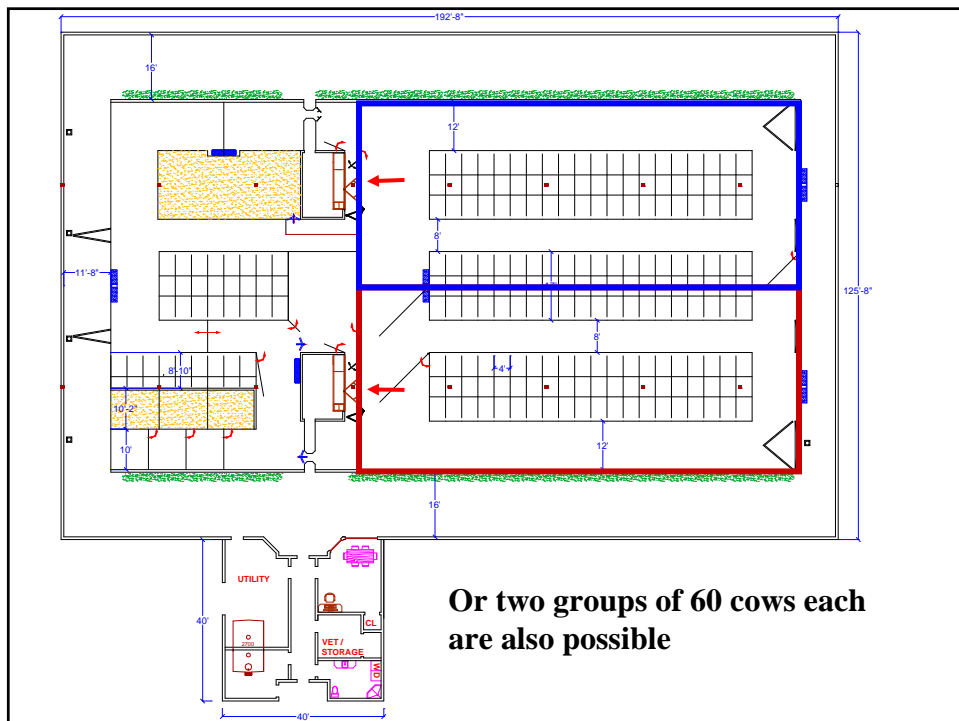 192'-8"
16'
12'
8'
11'-8"
125'-8"
8'
8'-10"
4'
10'-2"
10'
12'
16'
UTILITY
40'
CL
2700
VET /
STORAGE
WD
40'
Or two groups of 60 cows each
are also possible